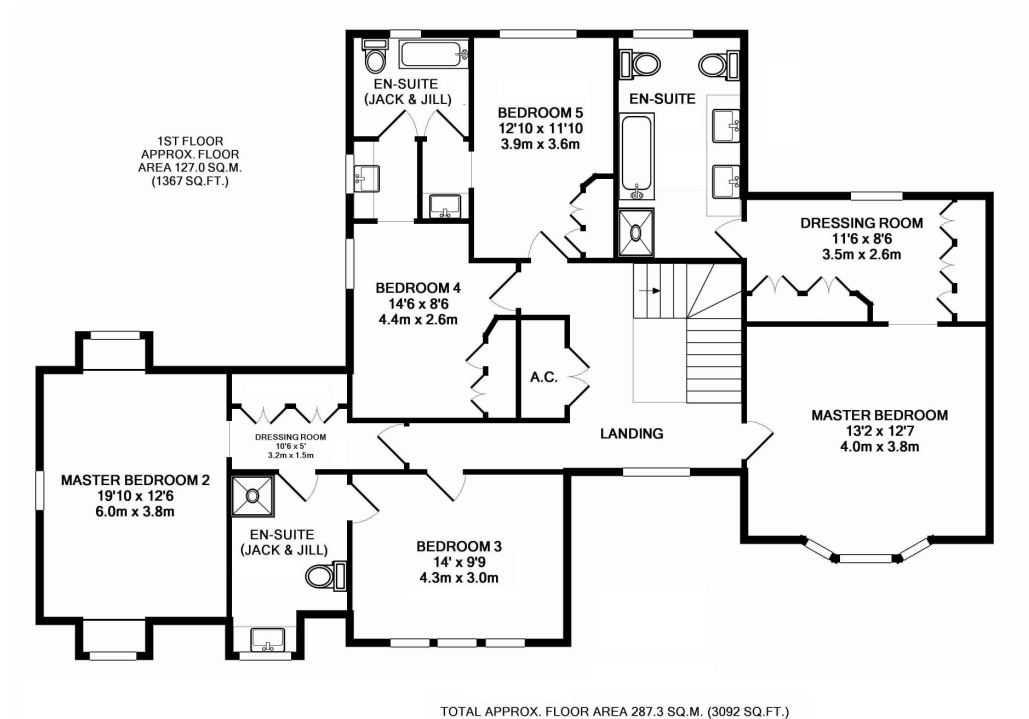 1ST FLOOR
APPROX. FLOOR
AREA 127.0 SQ.M.
(1367 SQ.FT.)
EN-SUITE
(JACK & JILL)
BEDROOM 5
12'10 x 11'10
3.9m x 3.6m
EN-SUITE
DRESSING ROOM
11'6 x 8'6
3.5m x 2.6m
BEDROOM 4
14'6 x 8'6
4.4m x 2.6m
A.C.
LANDING
MASTER BEDROOM
13'2 x 12'7
4.0m x 3.8m
DRESSING ROOM
10'6 x 5'
3.2m x 1.5m
MASTER BEDROOM 2
19'10 x 12'6
6.0m x 3.8m
EN-SUITE
(JACK & JILL)
BEDROOM 3
14' x 9'9
4.3m x 3.0m
TOTAL APPROX. FLOOR AREA 287.3 SQ.M. (3092 SQ.FT.)